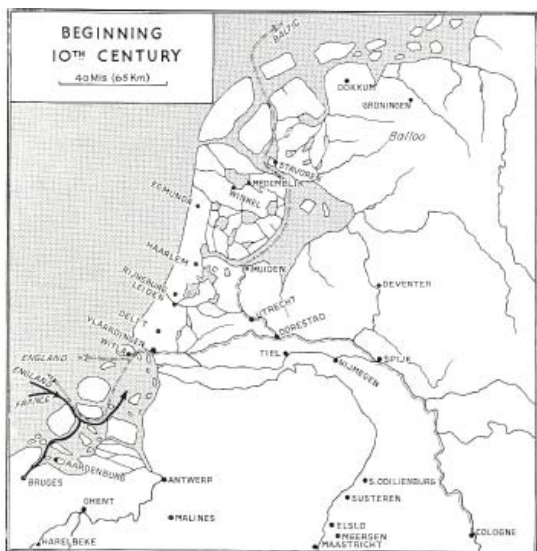 BEGINNING
10TH CENTURY
40 Mls (65 Km)
BALTIC
DOKKUM
GRONINGEN
Balloo
STAVOREN
MEDEMBLIK
WINKEL
EGMUNDA
HAARLEM
MUIDEN
RIJNSBURG
LEIDEN
DEVENTER
UTRECHT
DELFT
DORESTAD
VLAARDINGEN
WITLA
TIEL
NIJMEGEN
SPIJK
ENGLAND
ENGLAND
FRANCE
AARDENBURG
BRUGES
ANTWERP
S.ODILIENBURG
SUSTEREN
GHENT
MALINES
ELSLO
MEERSEN
HARELBEKE
MAASTRICHT
COLOGNE